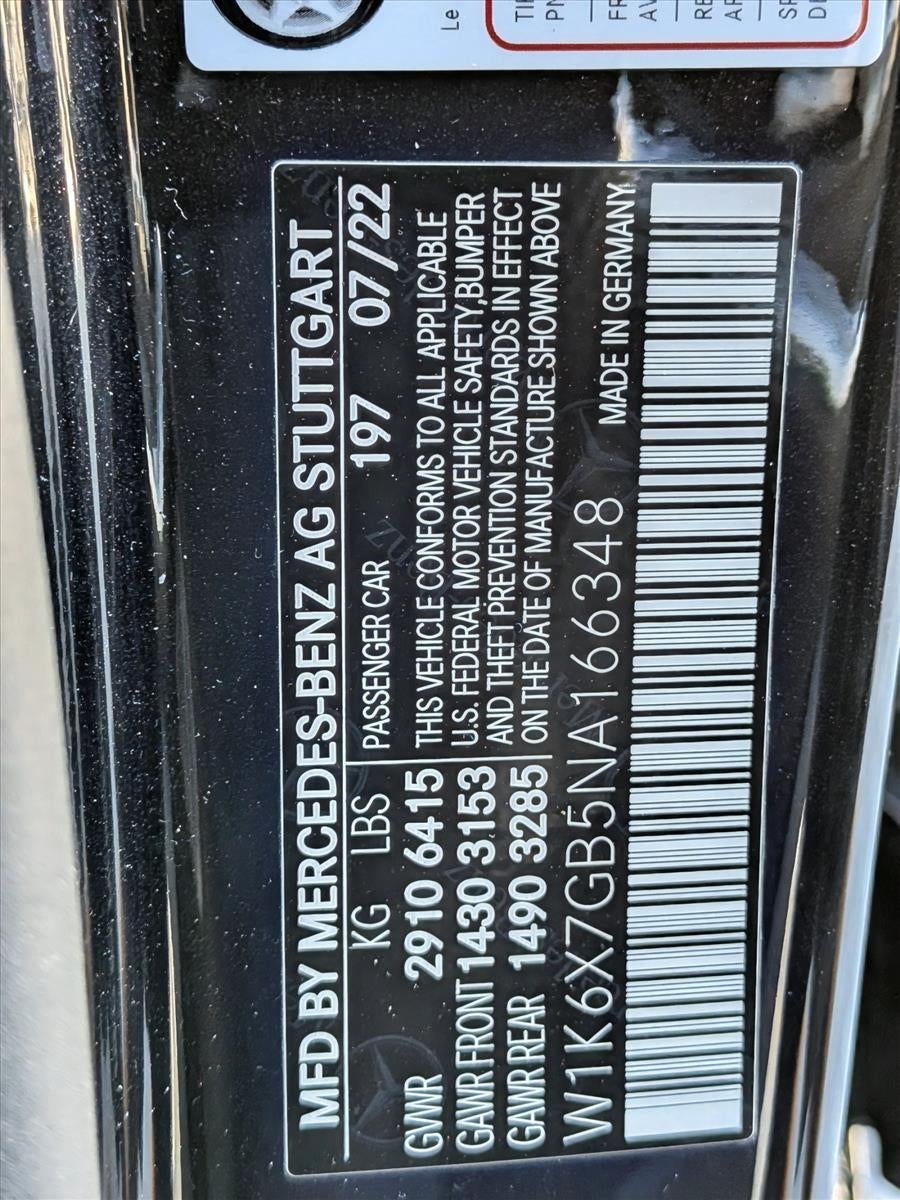 MFD BY MERCEDES-BENZ AG STUTTGART
KG LBS
GVWR 2910 6415
GAWR FRONT 1430 3153
GAWR REAR 1490 3285
PASSENGER CAR 197 07/22
THIS VEHICLE CONFORMS TO ALL APPLICABLE
U.S. FEDERAL MOTOR VEHICLE SAFETY,BUMPER
AND THEFT PREVENTION STANDARDS IN EFFECT
ON THE DATE OF MANUFACTURE SHOWN ABOVE
W1K6X7GB5NA166348 MADE IN GERMANY
Le